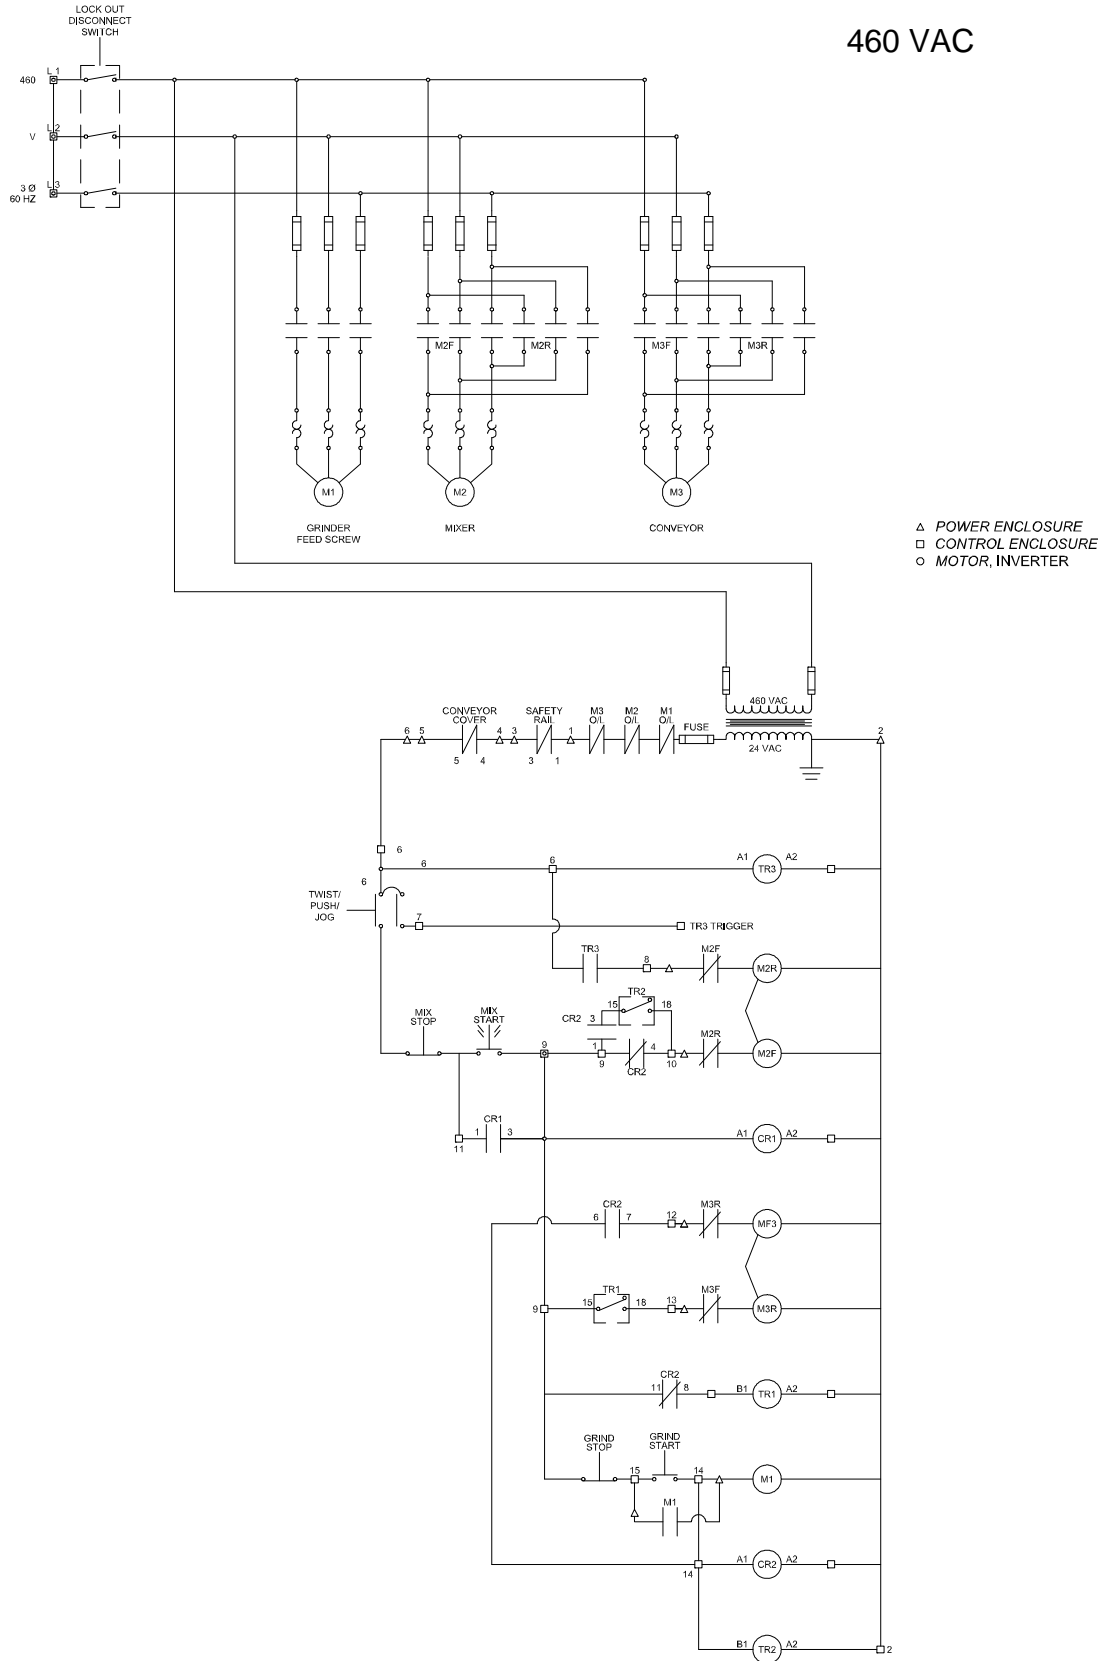 LOCK OUT
DISCONNECT
SWITCH
460 VAC
L 1
460
L 2
V
L 3
3 Ø
60 HZ
M2F
M2R
M3F
M3R
M1
M2
M3
GRINDER
FEED SCREW
MIXER
CONVEYOR
POWER ENCLOSURE
CONTROL ENCLOSURE
MOTOR, INVERTER
460 VAC
24 VAC
CONVEYOR
COVER
SAFETY
RAIL
M3
O/L
M2
O/L
M1
O/L
FUSE
6 5 4 3 1 2
5 4 3 1
6
6 6 A1 TR3 A2
6
TWIST/
PUSH/
JOG
7 TR3 TRIGGER
TR3 8 M2F M2R
TR2
15 18
CR2 3
MIX
STOP
MIX
START
9 1 4 M2R M2F
9 CR2 10
CR1
1 3 A1 CR1 A2
11
CR2 M3R
6 7 12 MF3
TR1 M3F
9 15 18 13 M3R
CR2
11 8 B1 TR1 A2
GRIND
STOP
GRIND
START
15 14 M1
M1
A1 CR2 A2
14
B1 TR2 A2 2